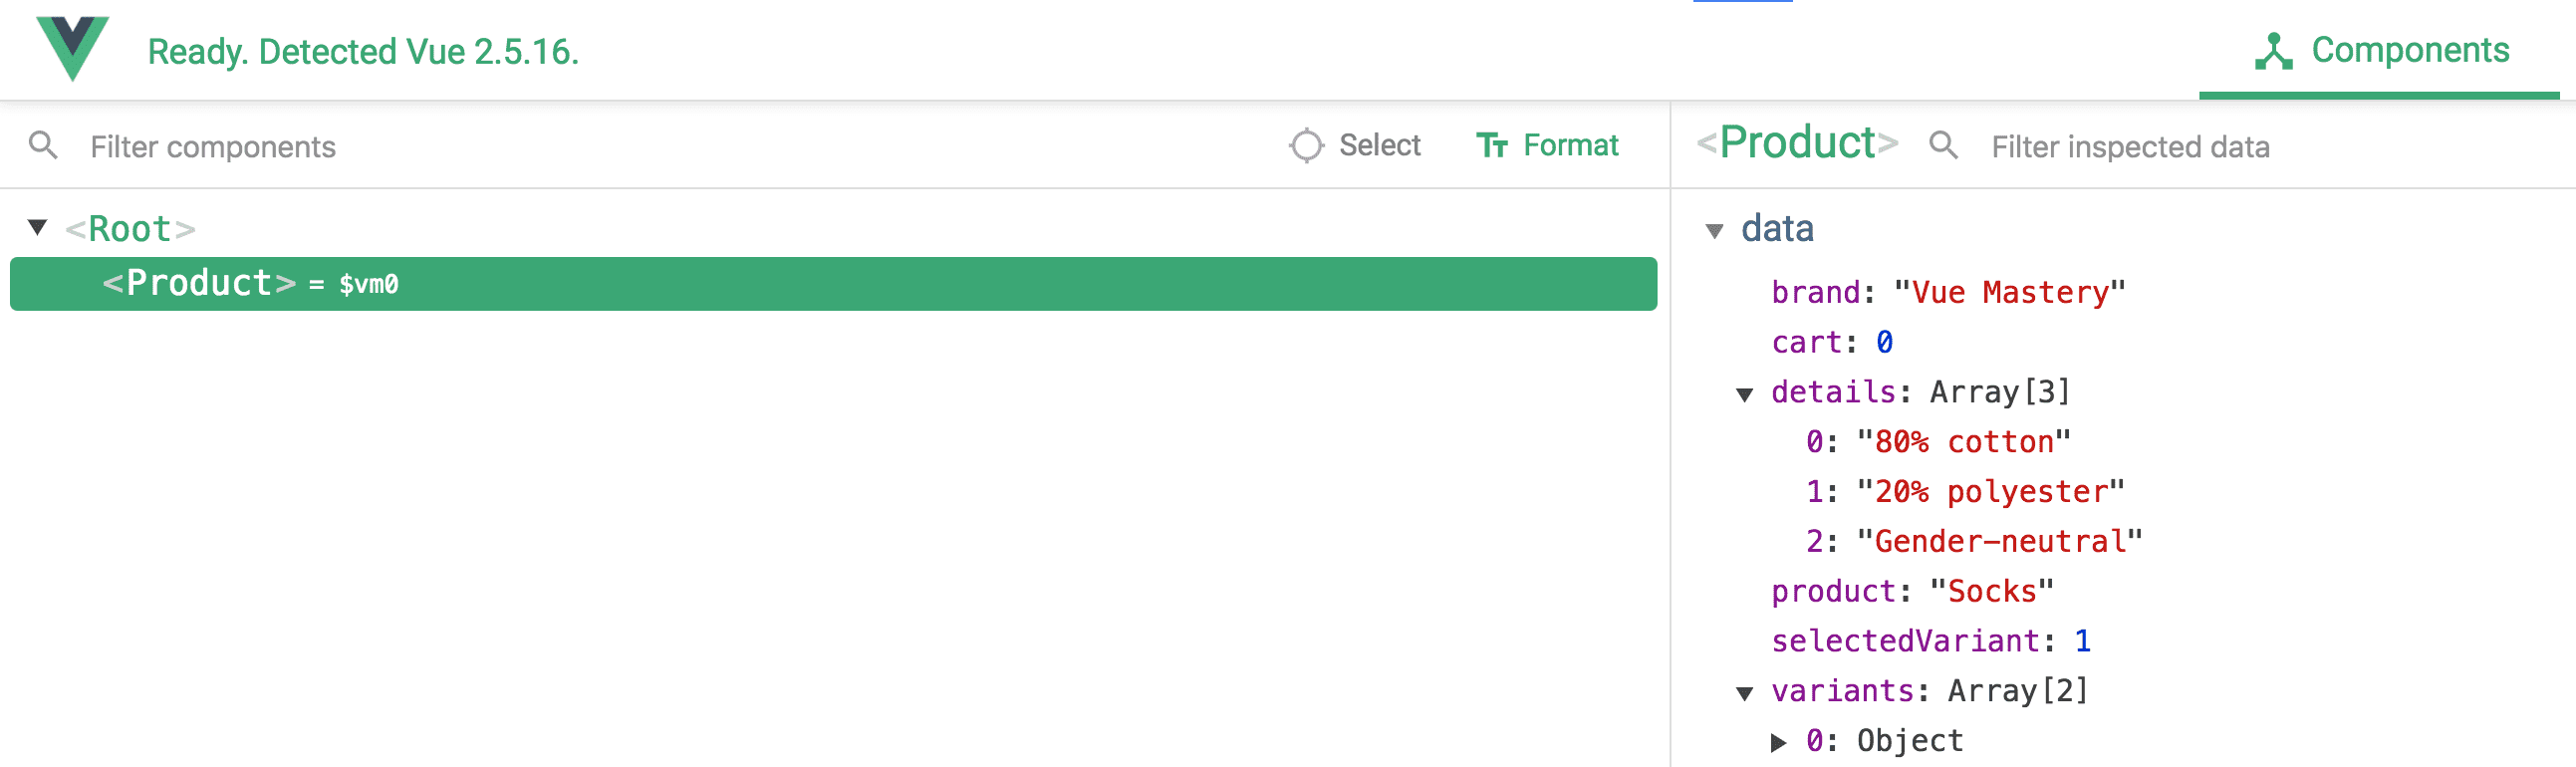 Ready. Detected Vue 2.5.16.
Components
Filter components
Select
Format
<Product>
Filter inspected data
<Root>
<Product> = $vm0
data
brand: "Vue Mastery"
cart: 0
details: Array[3]
0: "80% cotton"
1: "20% polyester"
2: "Gender-neutral"
product: "Socks"
selectedVariant: 1
variants: Array[2]
0: Object